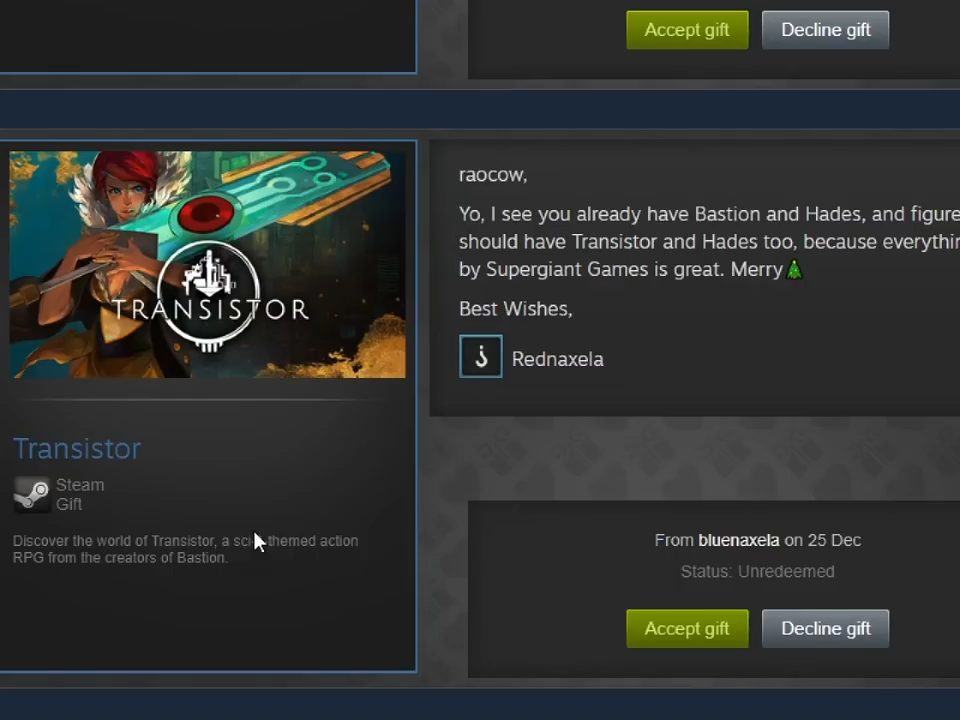 Accept gift
Decline gift
TRANSISTOR
raocow,
Yo, I see you already have Bastion and Hades, and figure
should have Transistor and Hades too, because everythin
by Supergiant Games is great. Merry🎄
Best Wishes,
Rednaxela
Transistor
Steam
Gift
Discover the world of Transistor, a sci themed action
RPG from the creators of Bastion.
From bluenaxela on 25 Dec
Status: Unredeemed
Accept gift
Decline gift